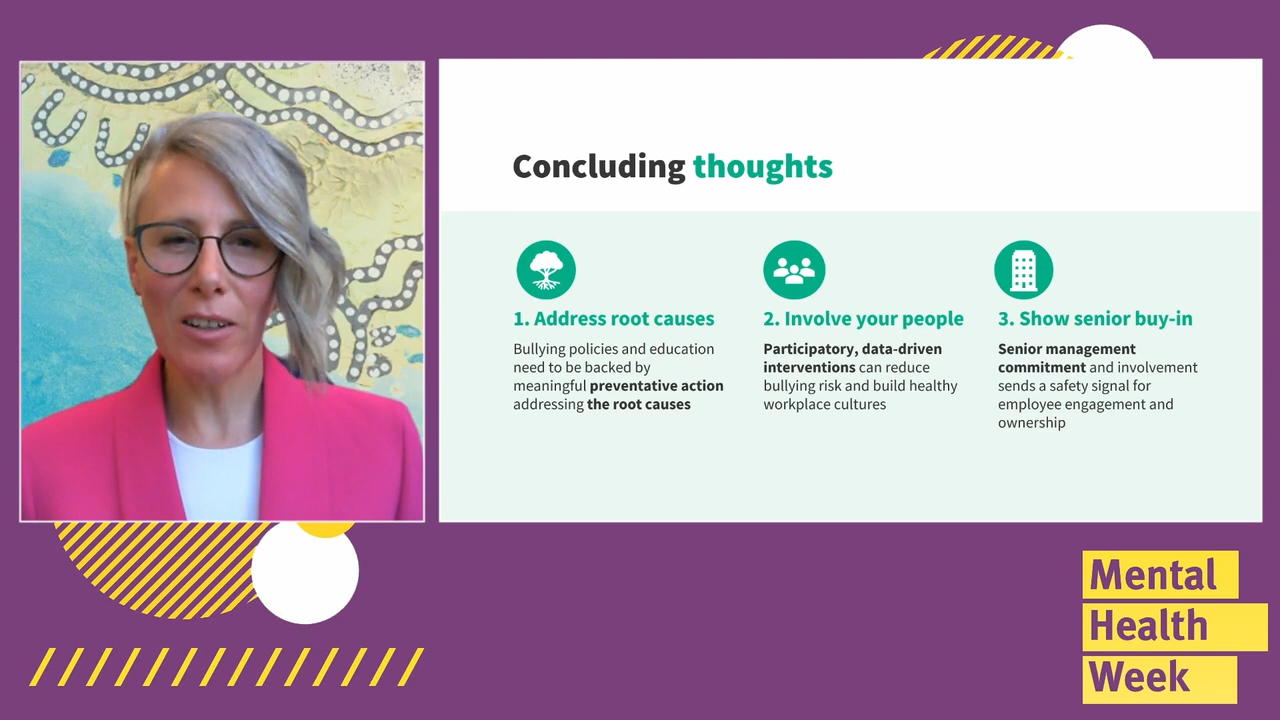 Concluding thoughts
1. Address root causes
Bullying policies and education
need to be backed by
meaningful preventative action
addressing the root causes
2. Involve your people
Participatory, data-driven
interventions can reduce
bullying risk and build healthy
workplace cultures
3. Show senior buy-in
Senior management
commitment and involvement
sends a safety signal for
employee engagement and
ownership
Mental
Health
Week